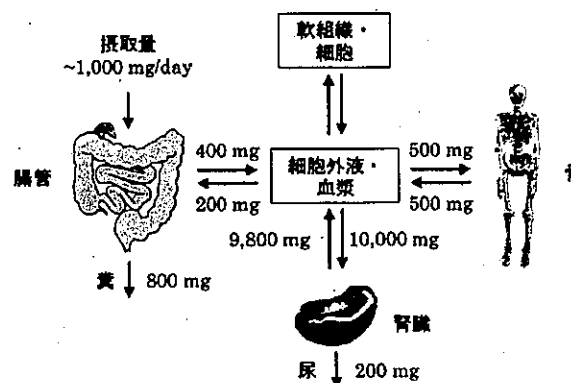 摂取量
~1,000 mg/day
軟組織・
細胞
腸管
400 mg
200 mg
細胞外液・
血漿
500 mg
500 mg
9,800 mg
10,000 mg
糞
800 mg
腎臓
尿
200 mg